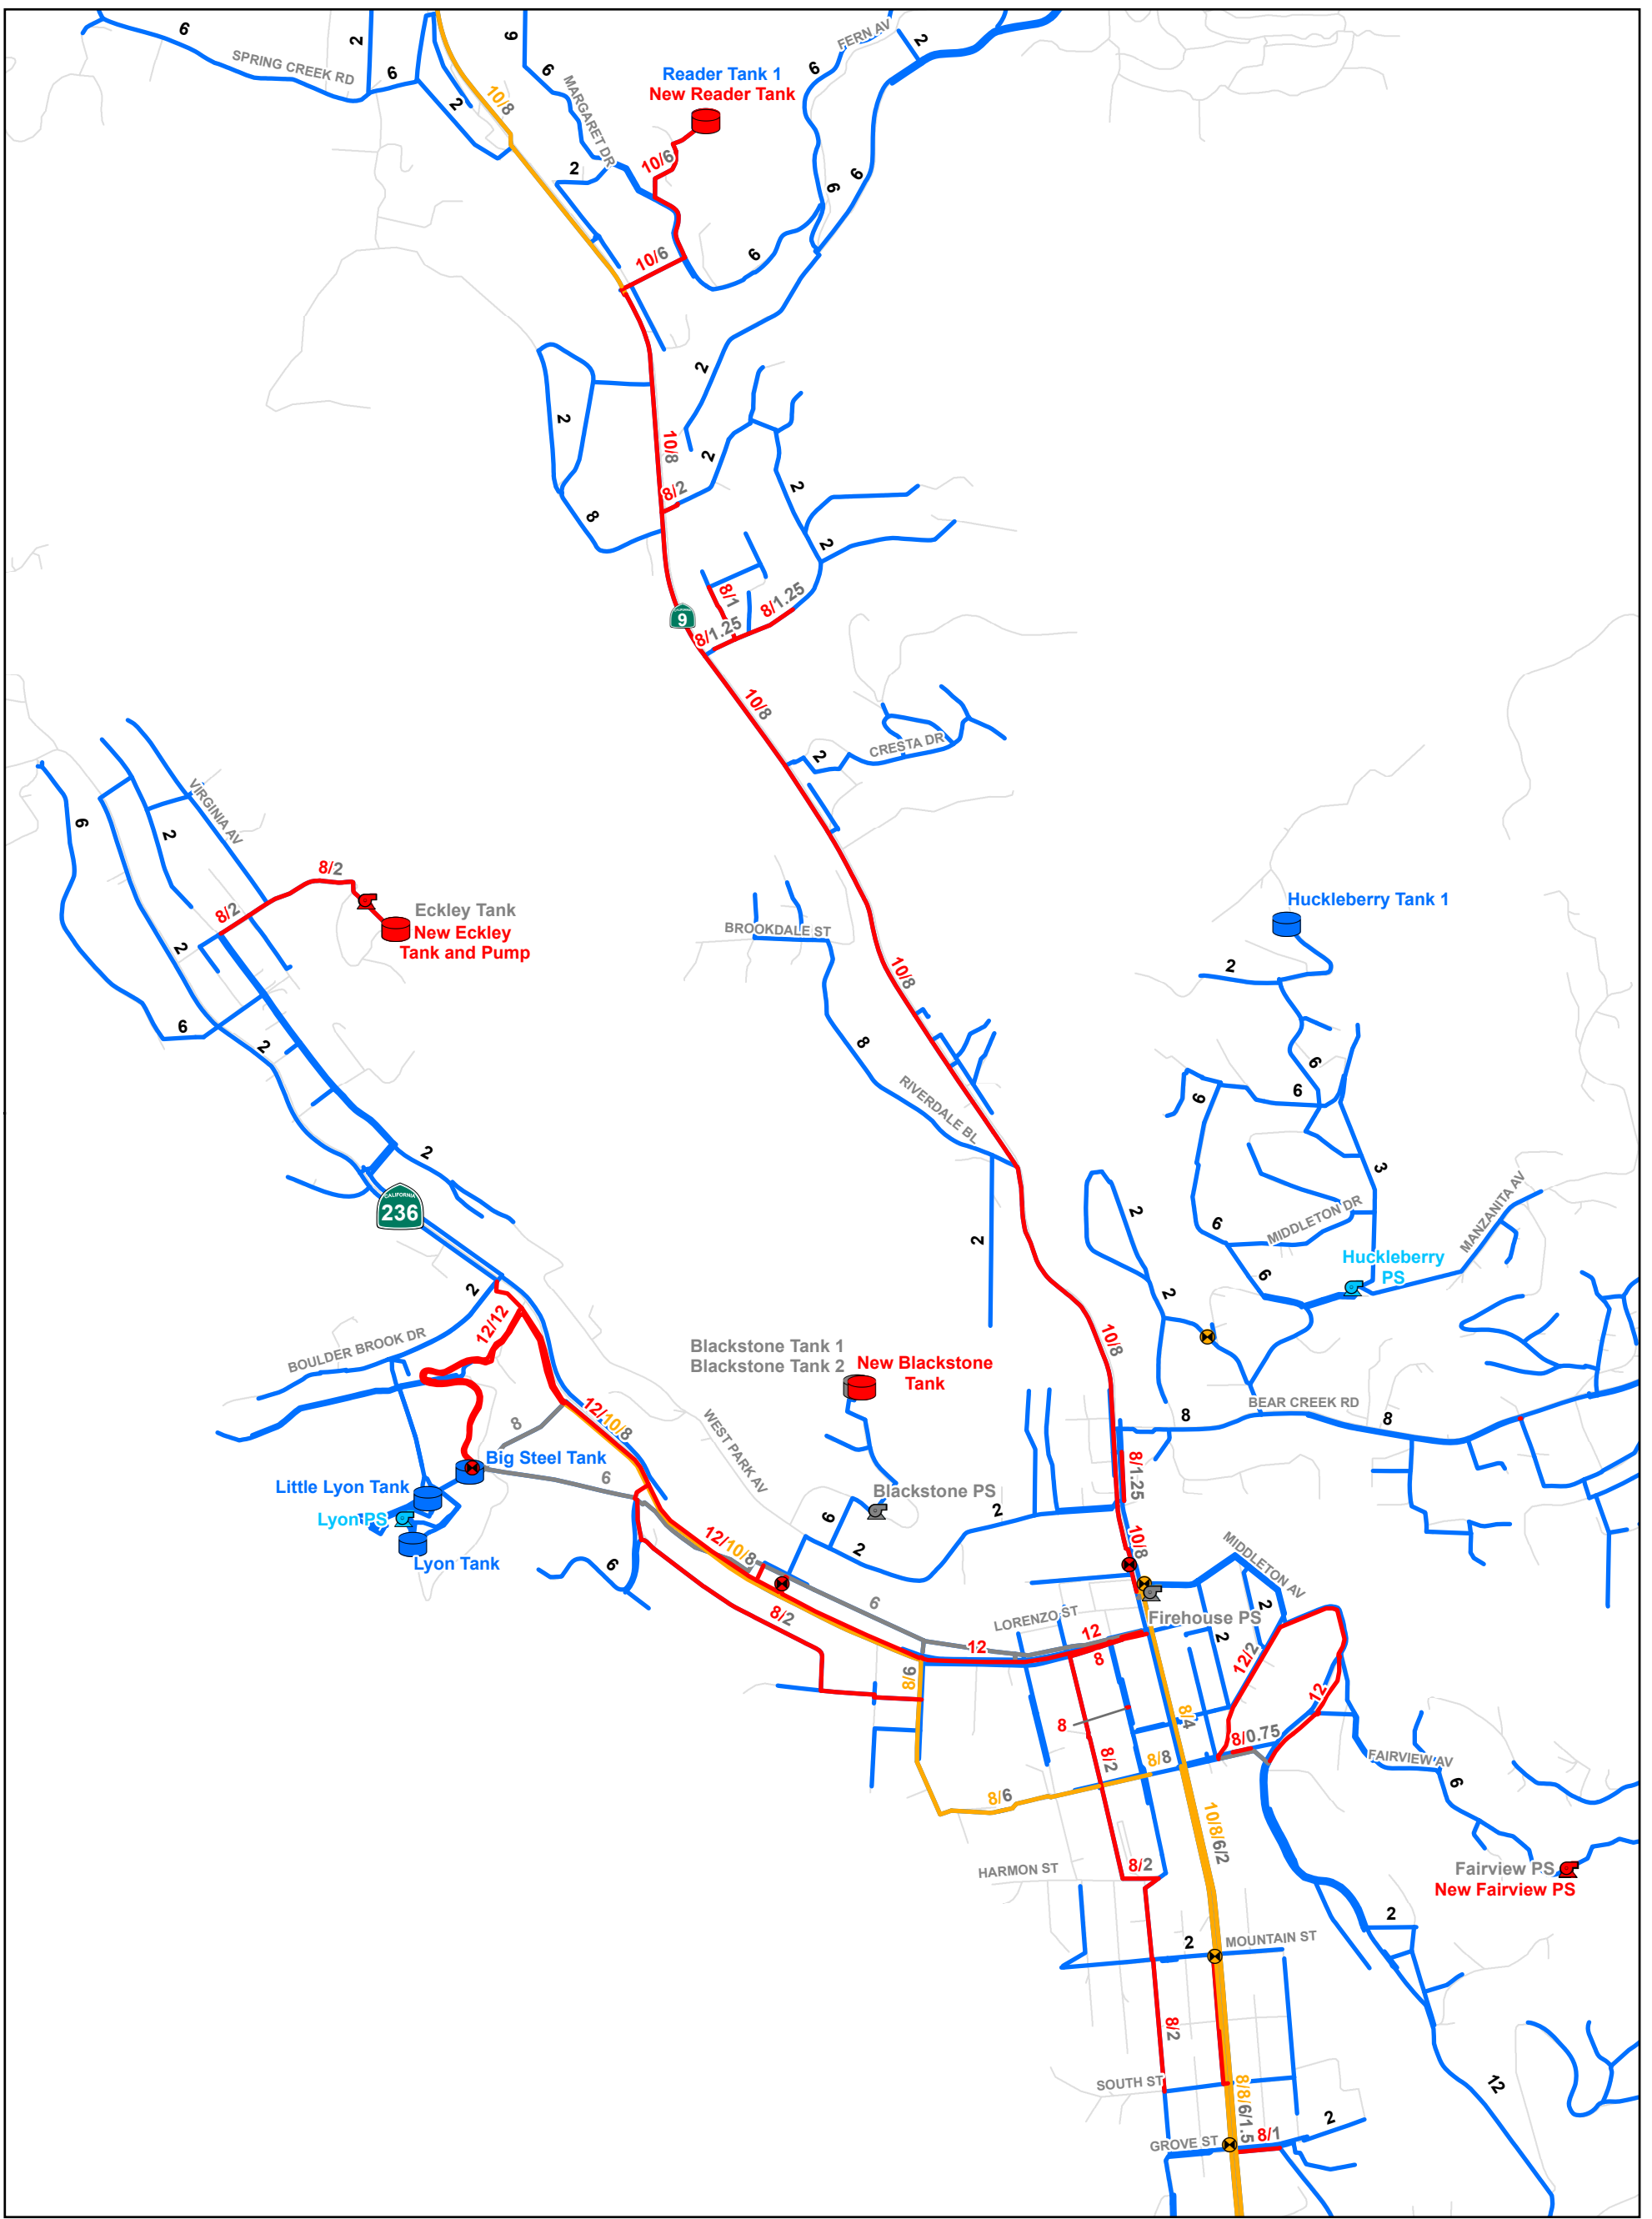 6
SPRING CREEK RD
2
6
2
10/8
6
6
MARGARET DR
2
Reader Tank 1
New Reader Tank
10/6
10/6
FERN AV
2
6
6
6
6
2
2
8
10/8
8/2
2
2
2
8/1
8/1.25
8/1.25
CALIFORNIA
9
10/8
2
CRESTA DR
VIRGINIA AV
6
2
8/2
8/2
Eckley Tank
New Eckley
Tank and Pump
2
6
2
BROOKDALE ST
10/8
8
RIVERDALE BL
2
Huckleberry Tank 1
2
6
6
6
3
6
MIDDLETON DR
MANZANITA AV
6
Huckleberry
PS
2
2
2
CALIFORNIA
236
2
12/12
BOULDER BROOK DR
8
12/10/8
Big Steel Tank
6
Little Lyon Tank
Lyon PS
Lyon Tank
6
WEST PARK AV
Blackstone Tank 1
Blackstone Tank 2
New Blackstone
Tank
Blackstone PS
10/8
8
BEAR CREEK RD
8
8/1.25
2
6
2
12/10/8
6
8/2
10/8
MIDDLETON AV
LORENZO ST
Firehouse PS
2
2
12
12
8
12/2
12
8/6
8
8/4
8/0.75
8/2
8/8
8/6
FAIRVIEW AV
6
10/8/6/2
HARMON ST
8/2
Fairview PS
New Fairview PS
2
2
MOUNTAIN ST
8/2
SOUTH ST
8/8/6/1.5
12
2
GROVE ST
8/1